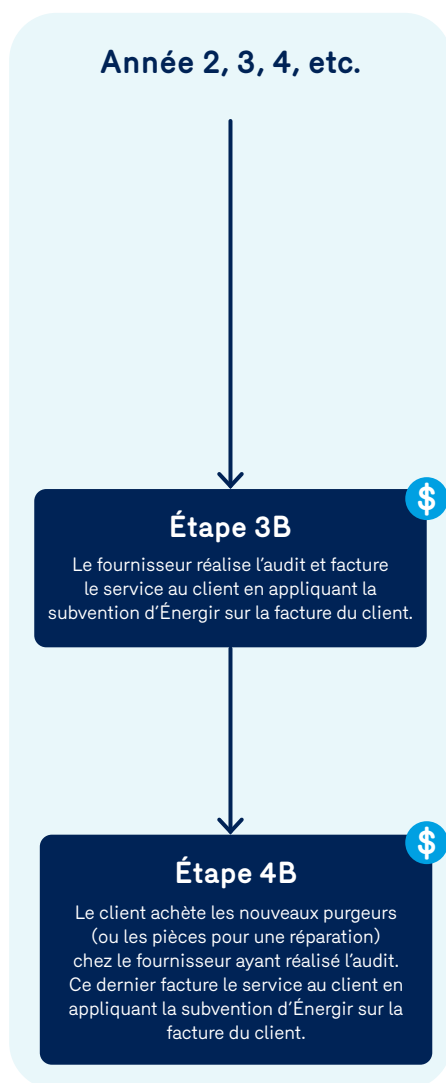 Année 2, 3, 4, etc.
$
Étape 3B
Le fournisseur réalise l’audit et facture
le service au client en appliquant la
subvention d’Énergir sur la facture du client.
$
Étape 4B
Le client achète les nouveaux purgeurs
(ou les pièces pour une réparation)
chez le fournisseur ayant réalisé l’audit.
Ce dernier facture le service au client en
appliquant la subvention d’Énergir sur la
facture du client.